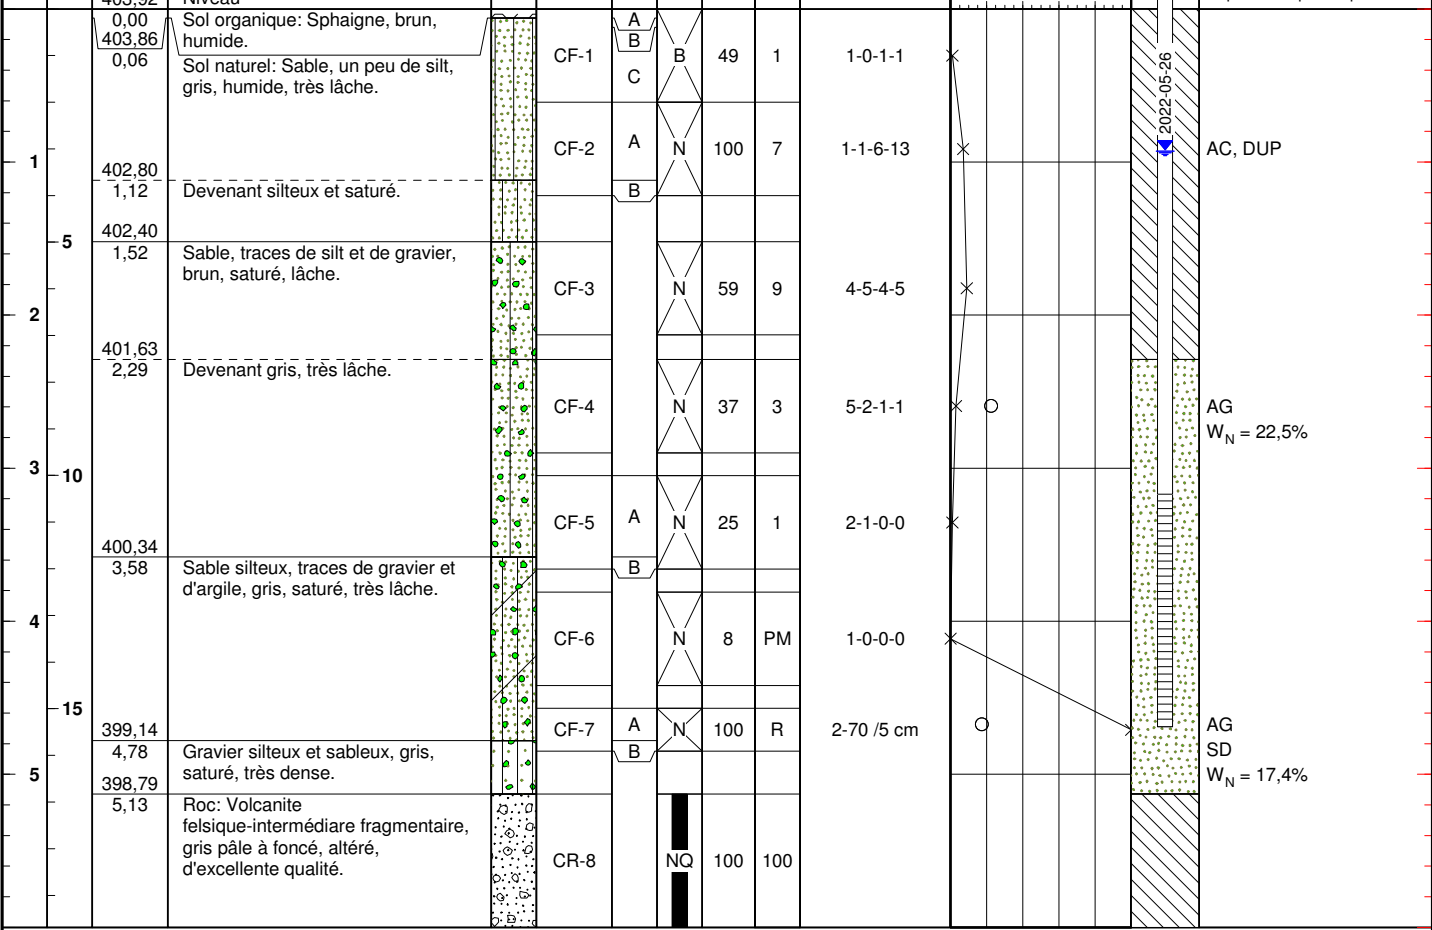 0,00
403,86
0,06
Sol organique: Sphaigne, brun,
humide.
Sol naturel: Sable, un peu de silt,
gris, humide, très lâche.
CF-1
A
B
C
B
49
1
1-0-1-1
2022-05-26
CF-2
A
N
100
7
1-1-6-13
AC, DUP
1
402,80
1,12
Devenant silteux et saturé.
B
402,40
5
1,52
Sable, traces de silt et de gravier,
brun, saturé, lâche.
CF-3
N
59
9
4-5-4-5
2
401,63
2,29
Devenant gris, très lâche.
CF-4
N
37
3
5-2-1-1
AG
WN = 22,5%
3
10
CF-5
A
N
25
1
2-1-0-0
400,34
3,58
Sable silteux, traces de gravier et
d'argile, gris, saturé, très lâche.
B
4
CF-6
N
8
PM
1-0-0-0
15
399,14
CF-7
A
N
100
R
2-70 /5 cm
AG
SD
WN = 17,4%
4,78
Gravier silteux et sableux, gris,
saturé, très dense.
B
5
398,79
5,13
Roc: Volcanite
felsique-intermédiare fragmentaire,
gris pâle à foncé, altéré,
d'excellente qualité.
CR-8
NQ
100
100